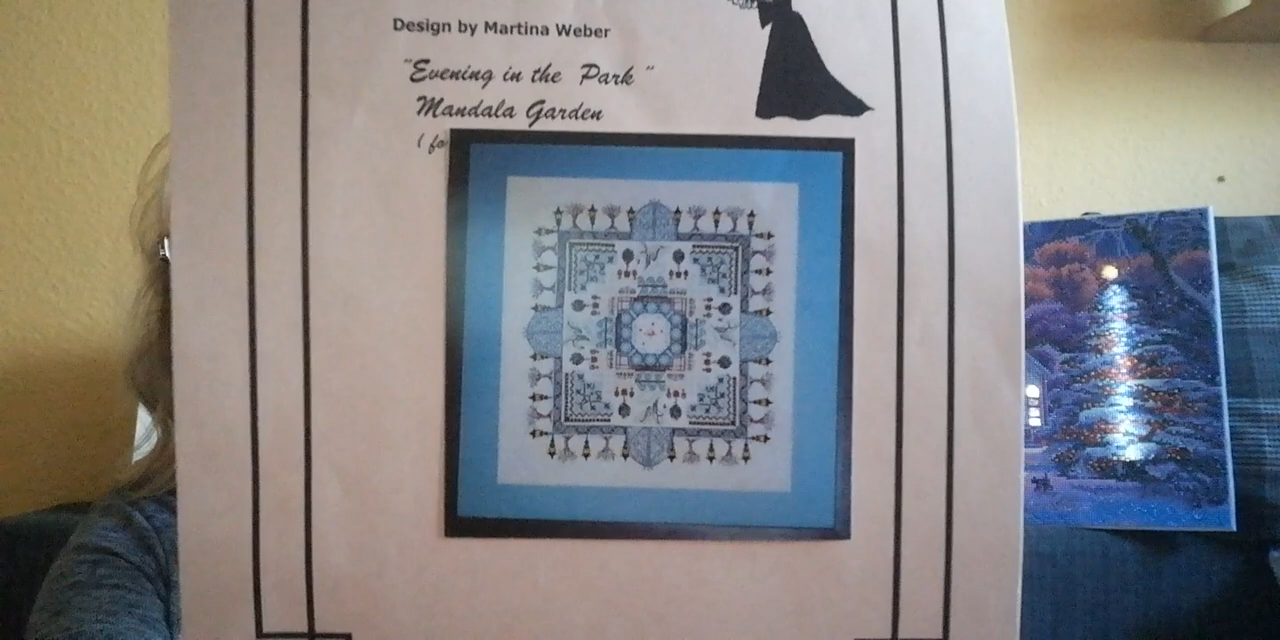 Design by Martina Weber
"Evening in the Park"
Mandala Garden